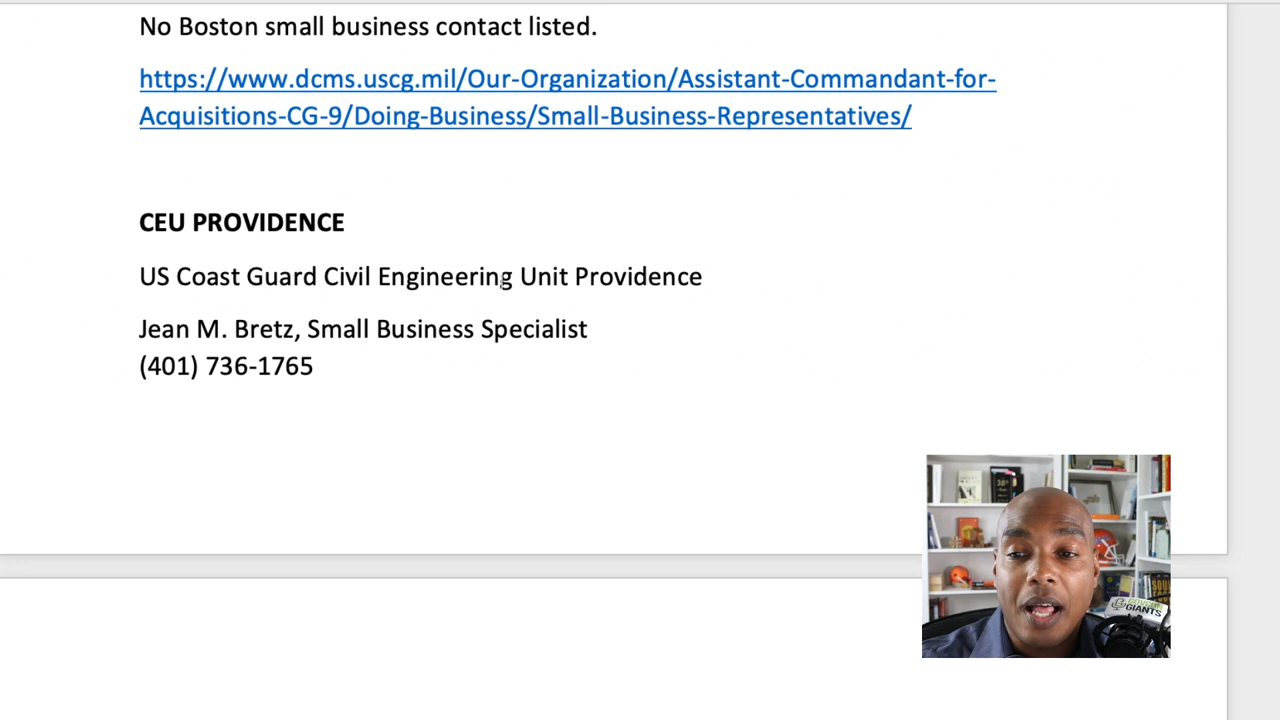 No Boston small business contact listed.
https://www.dcms.uscg.mil/Our-Organization/Assistant-Commandant-for-
Acquisitions-CG-9/Doing-Business/Small-Business-Representatives/
CEU PROVIDENCE
US Coast Guard Civil Engineering Unit Providence
Jean M. Bretz, Small Business Specialist
(401) 736-1765
GIANTS